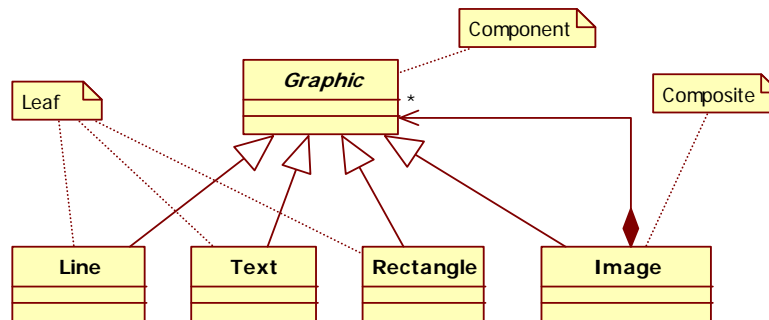 Component
Graphic
*
Leaf
Composite
Line
Text
Rectangle
Image